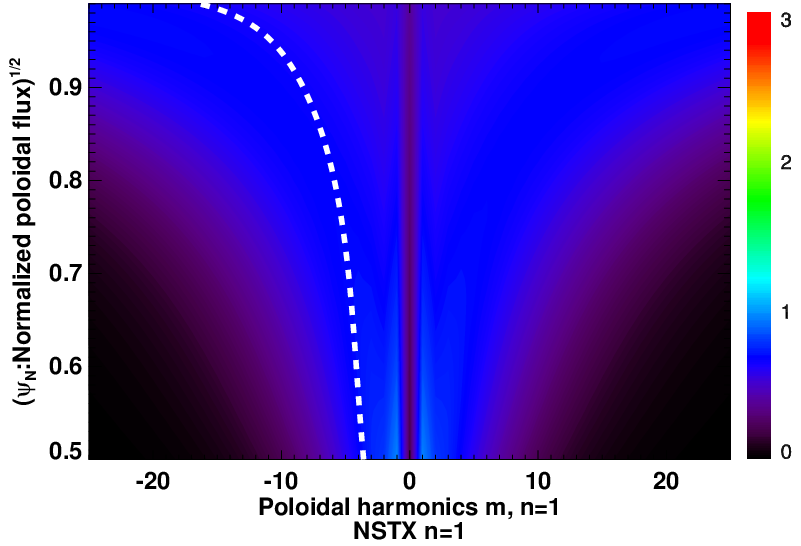 (ψN:Normalized poloidal flux)1/2
0.9
0.8
0.7
0.6
0.5
-20 -10 0 10 20
Poloidal harmonics m, n=1
NSTX n=1
3
2
1
0